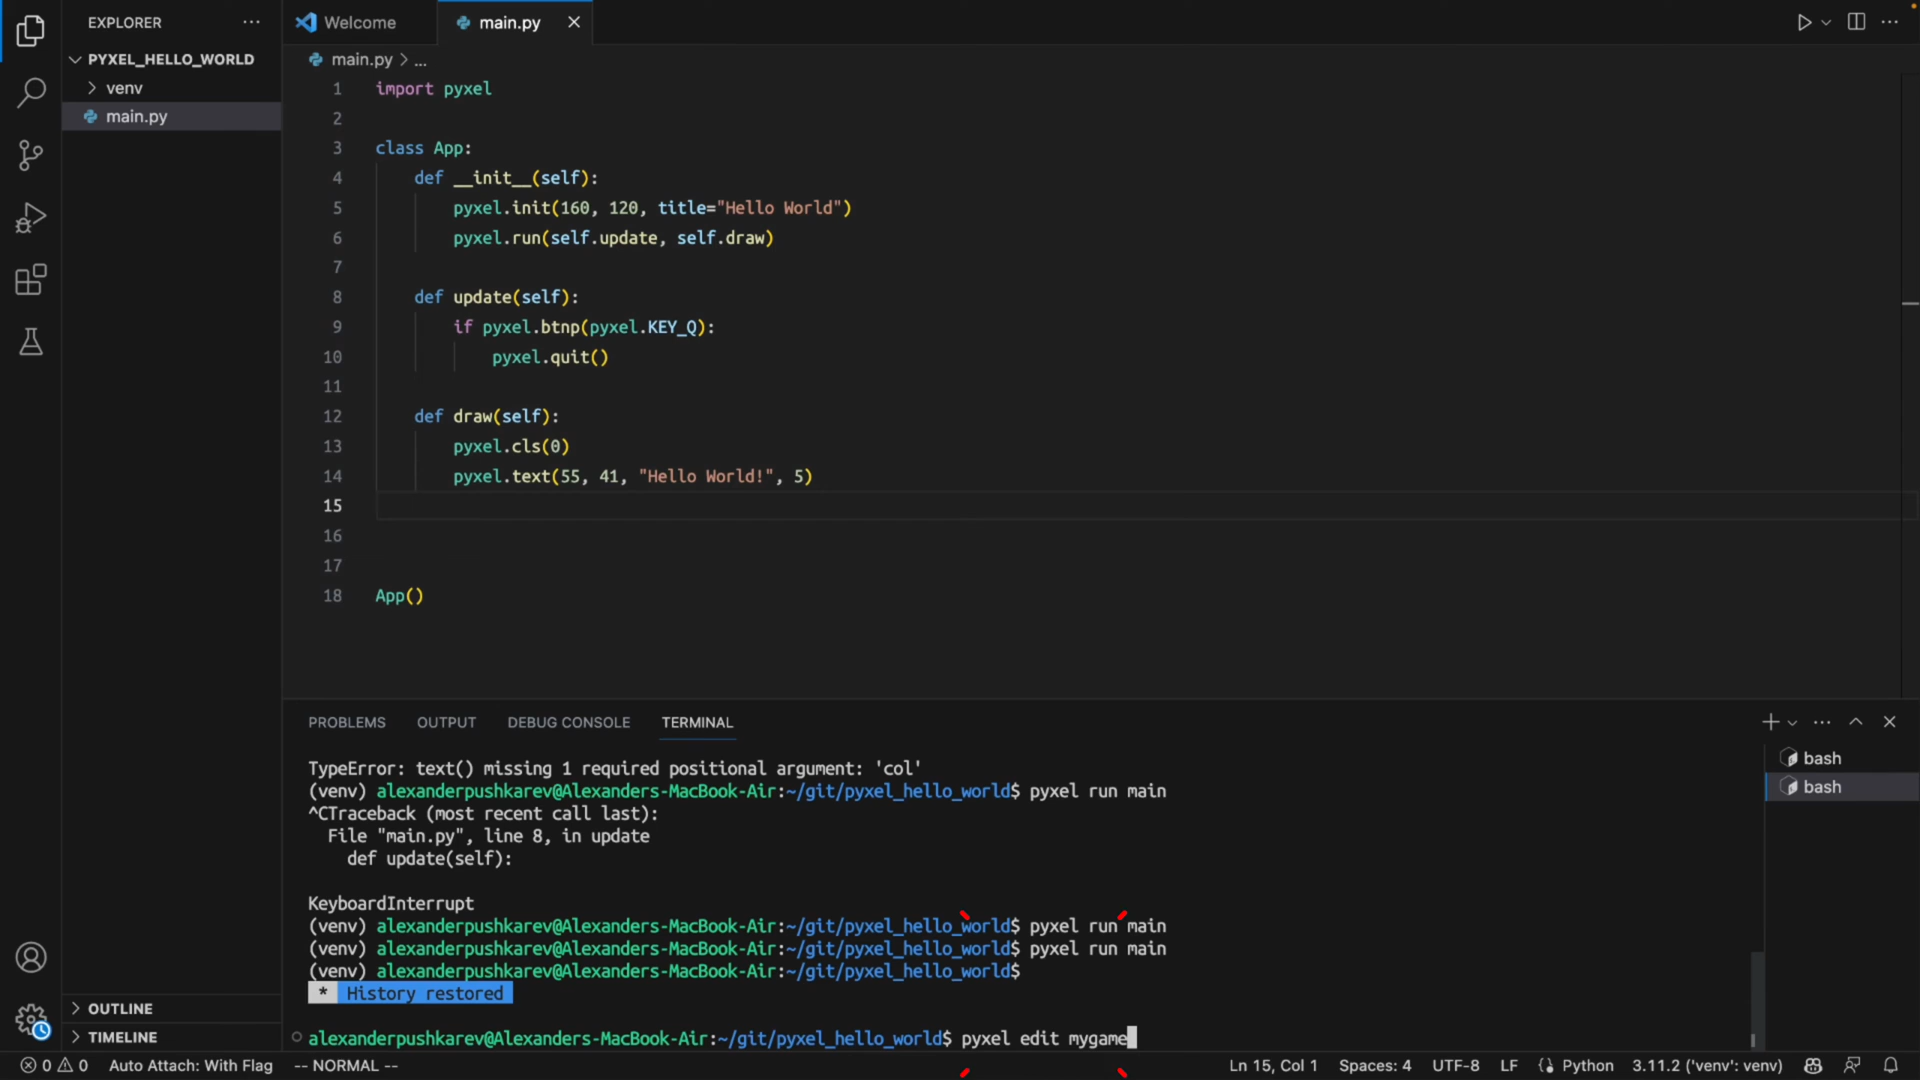 EXPLORER
Welcome
main.py
PYXEL_HELLO_WORLD
venv
main.py
main.py > ...
1 import pyxel
2
3 class App:
4 def __init__(self):
5 pyxel.init(160, 120, title="Hello World")
6 pyxel.run(self.update, self.draw)
7
8 def update(self):
9 if pyxel.btnp(pyxel.KEY_Q):
10 pyxel.quit()
11
12 def draw(self):
13 pyxel.cls(0)
14 pyxel.text(55, 41, "Hello World!", 5)
15
16
17
18 App()
PROBLEMS OUTPUT DEBUG CONSOLE TERMINAL
bash
bash
TypeError: text() missing 1 required positional argument: 'col'
(venv) alexanderpushkarev@Alexanders-MacBook-Air:~/git/pyxel_hello_world$ pyxel run main
^CTraceback (most recent call last):
File "main.py", line 8, in update
def update(self):
KeyboardInterrupt
(venv) alexanderpushkarev@Alexanders-MacBook-Air:~/git/pyxel_hello_world$ pyxel run main
(venv) alexanderpushkarev@Alexanders-MacBook-Air:~/git/pyxel_hello_world$ pyxel run main
(venv) alexanderpushkarev@Alexanders-MacBook-Air:~/git/pyxel_hello_world$
* History restored
alexanderpushkarev@Alexanders-MacBook-Air:~/git/pyxel_hello_world$ pyxel edit mygame
OUTLINE
TIMELINE
0 0 Auto Attach: With Flag -- NORMAL -- Ln 15, Col 1 Spaces: 4 UTF-8 LF Python 3.11.2 ('venv': venv)